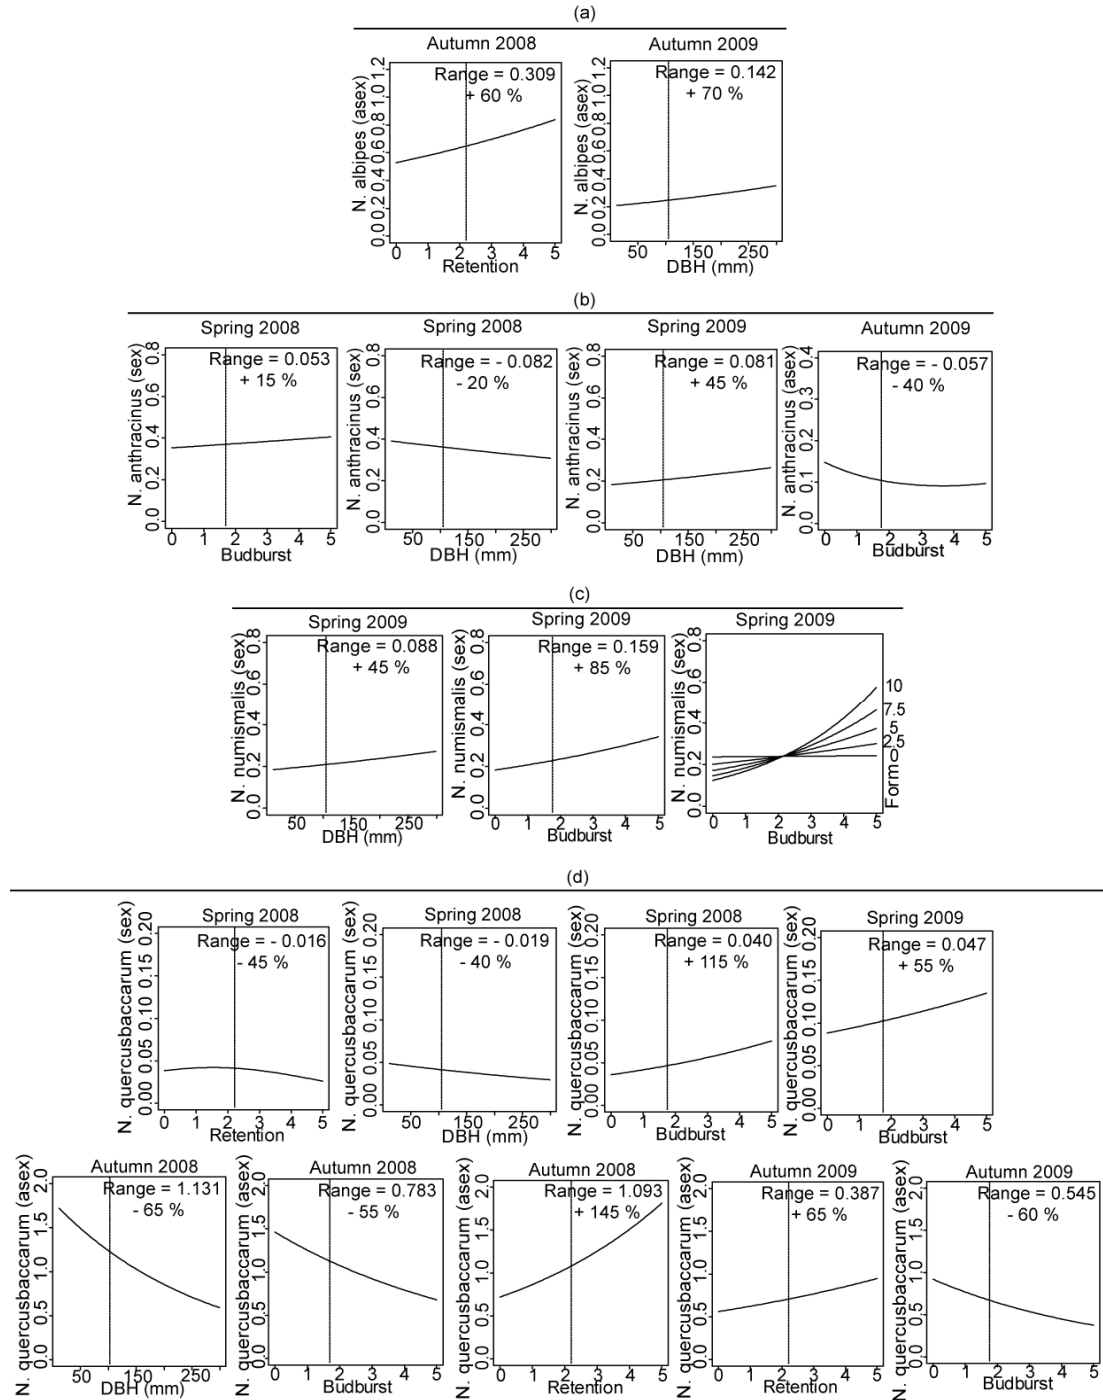 (a)
Autumn 2008
N. albipes (asex)
0.0 0.2 0.4 0.6 0.8 1.0 1.2
Range = 0.309
+ 60 %
0 1 2 3 4 5
Retention
Autumn 2009
N. albipes (asex)
0.0 0.2 0.4 0.6 0.8 1.0 1.2
Range = 0.142
+ 70 %
50 150 250
DBH (mm)
(b)
Spring 2008
N. anthracinus (sex)
0.0 0.2 0.4 0.6 0.8
Range = 0.053
+ 15 %
0 1 2 3 4 5
Budburst
Spring 2008
N. anthracinus (sex)
0.0 0.2 0.4 0.6 0.8
Range = - 0.082
- 20 %
50 150 250
DBH (mm)
Spring 2009
N. anthracinus (sex)
0.0 0.2 0.4 0.6 0.8
Range = 0.081
+ 45 %
50 150 250
DBH (mm)
Autumn 2009
N. anthracinus (asex)
0.0 0.1 0.2 0.3 0.4
Range = - 0.057
- 40 %
0 1 2 3 4 5
Budburst
(c)
Spring 2009
N. numismalis (sex)
0.0 0.2 0.4 0.6 0.8
Range = 0.088
+ 45 %
50 150 250
DBH (mm)
Spring 2009
N. numismalis (sex)
0.0 0.2 0.4 0.6 0.8
Range = 0.159
+ 85 %
0 1 2 3 4 5
Budburst
Spring 2009
N. numismalis (sex)
0.0 0.2 0.4 0.6 0.8
10
7.5
5
2.5
0
Form
0 1 2 3 4 5
Budburst
(d)
Spring 2008
N. quercusbaccarum (sex)
0.00 0.05 0.10 0.15 0.20
Range = - 0.016
- 45 %
0 1 2 3 4 5
Retention
Spring 2008
N. quercusbaccarum (sex)
0.00 0.05 0.10 0.15 0.20
Range = - 0.019
- 40 %
50 150 250
DBH (mm)
Spring 2008
N. quercusbaccarum (sex)
0.00 0.05 0.10 0.15 0.20
Range = 0.040
+ 115 %
0 1 2 3 4 5
Budburst
Spring 2009
N. quercusbaccarum (sex)
0.00 0.05 0.10 0.15 0.20
Range = 0.047
+ 55 %
0 1 2 3 4 5
Budburst
Autumn 2008
N. quercusbaccarum (asex)
0.0 0.5 1.0 1.5 2.0
Range = 1.131
- 65 %
50 150 250
DBH (mm)
Autumn 2008
N. quercusbaccarum (asex)
0.0 0.5 1.0 1.5 2.0
Range = 0.783
- 55 %
0 1 2 3 4 5
Budburst
Autumn 2008
N. quercusbaccarum (asex)
0.0 0.5 1.0 1.5 2.0
Range = 1.093
+ 145 %
0 1 2 3 4 5
Retention
Autumn 2009
N. quercusbaccarum (asex)
0.0 0.5 1.0 1.5 2.0
Range = 0.387
+ 65 %
0 1 2 3 4 5
Retention
Autumn 2009
N. quercusbaccarum (asex)
0.0 0.5 1.0 1.5 2.0
Range = 0.545
- 60 %
0 1 2 3 4 5
Budburst